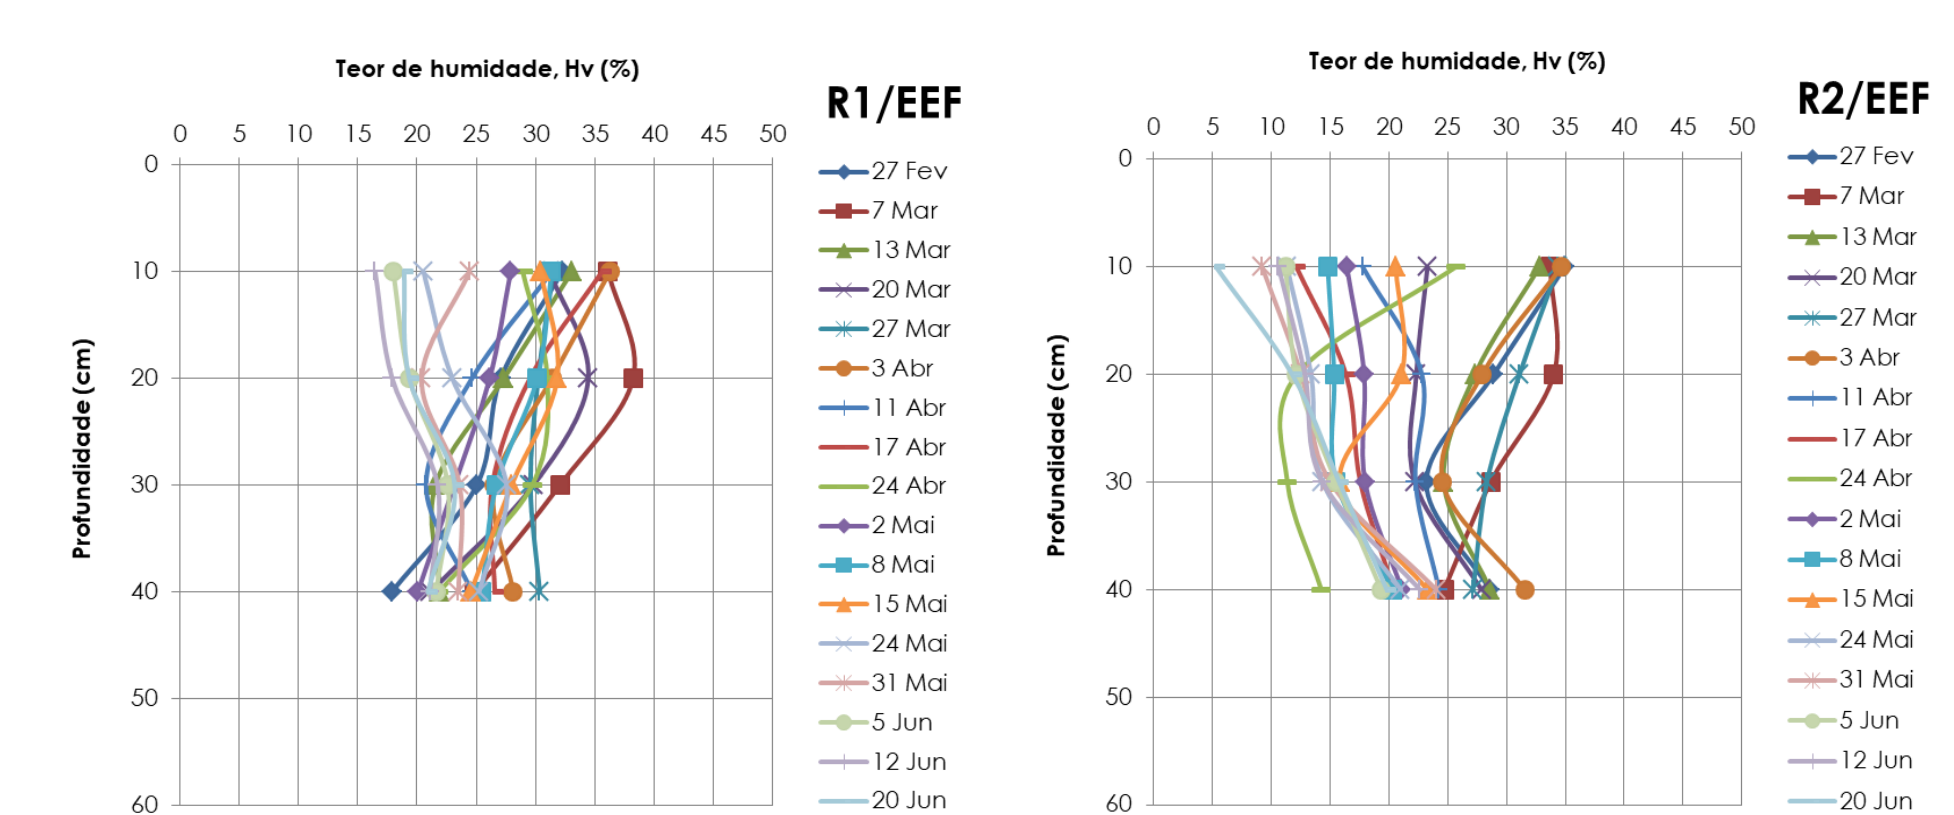 Teor de humidade, Hv (%)
R1/EEF
0 5 10 15 20 25 30 35 40 45 50
0
10
20
30
40
50
60
Profundidade (cm)
27 Fev
7 Mar
13 Mar
20 Mar
27 Mar
3 Abr
11 Abr
17 Abr
24 Abr
2 Mai
8 Mai
15 Mai
24 Mai
31 Mai
5 Jun
12 Jun
20 Jun
Teor de humidade, Hv (%)
R2/EEF
0 5 10 15 20 25 30 35 40 45 50
0
10
20
30
40
50
60
Profundidade (cm)
27 Fev
7 Mar
13 Mar
20 Mar
27 Mar
3 Abr
11 Abr
17 Abr
24 Abr
2 Mai
8 Mai
15 Mai
24 Mai
31 Mai
5 Jun
12 Jun
20 Jun